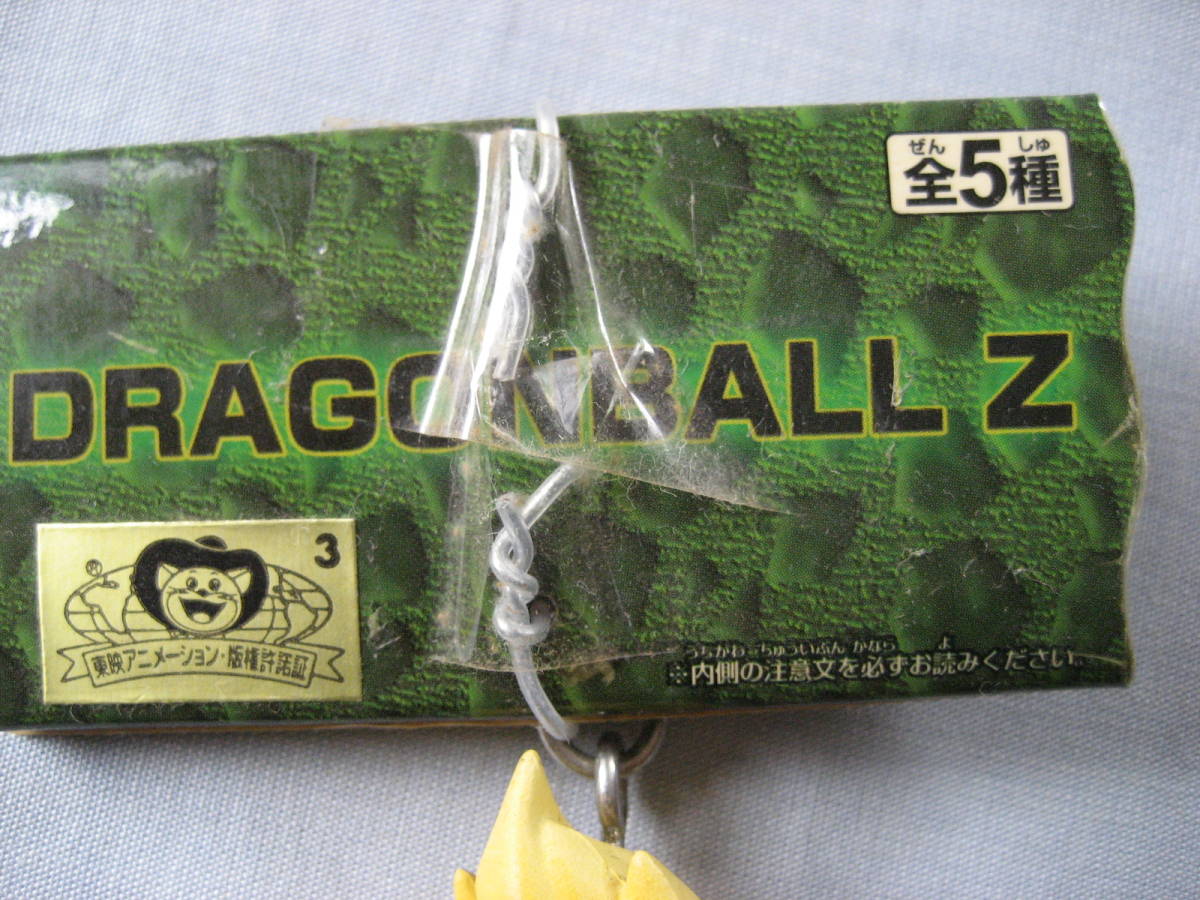 ぜん しゅ
全5種
DRAGONBALL Z
® 3
東映アニメーション・版権許諾証
うちがわ ちゅういぶん かなら よ
※内側の注意文を必ずお読みください。